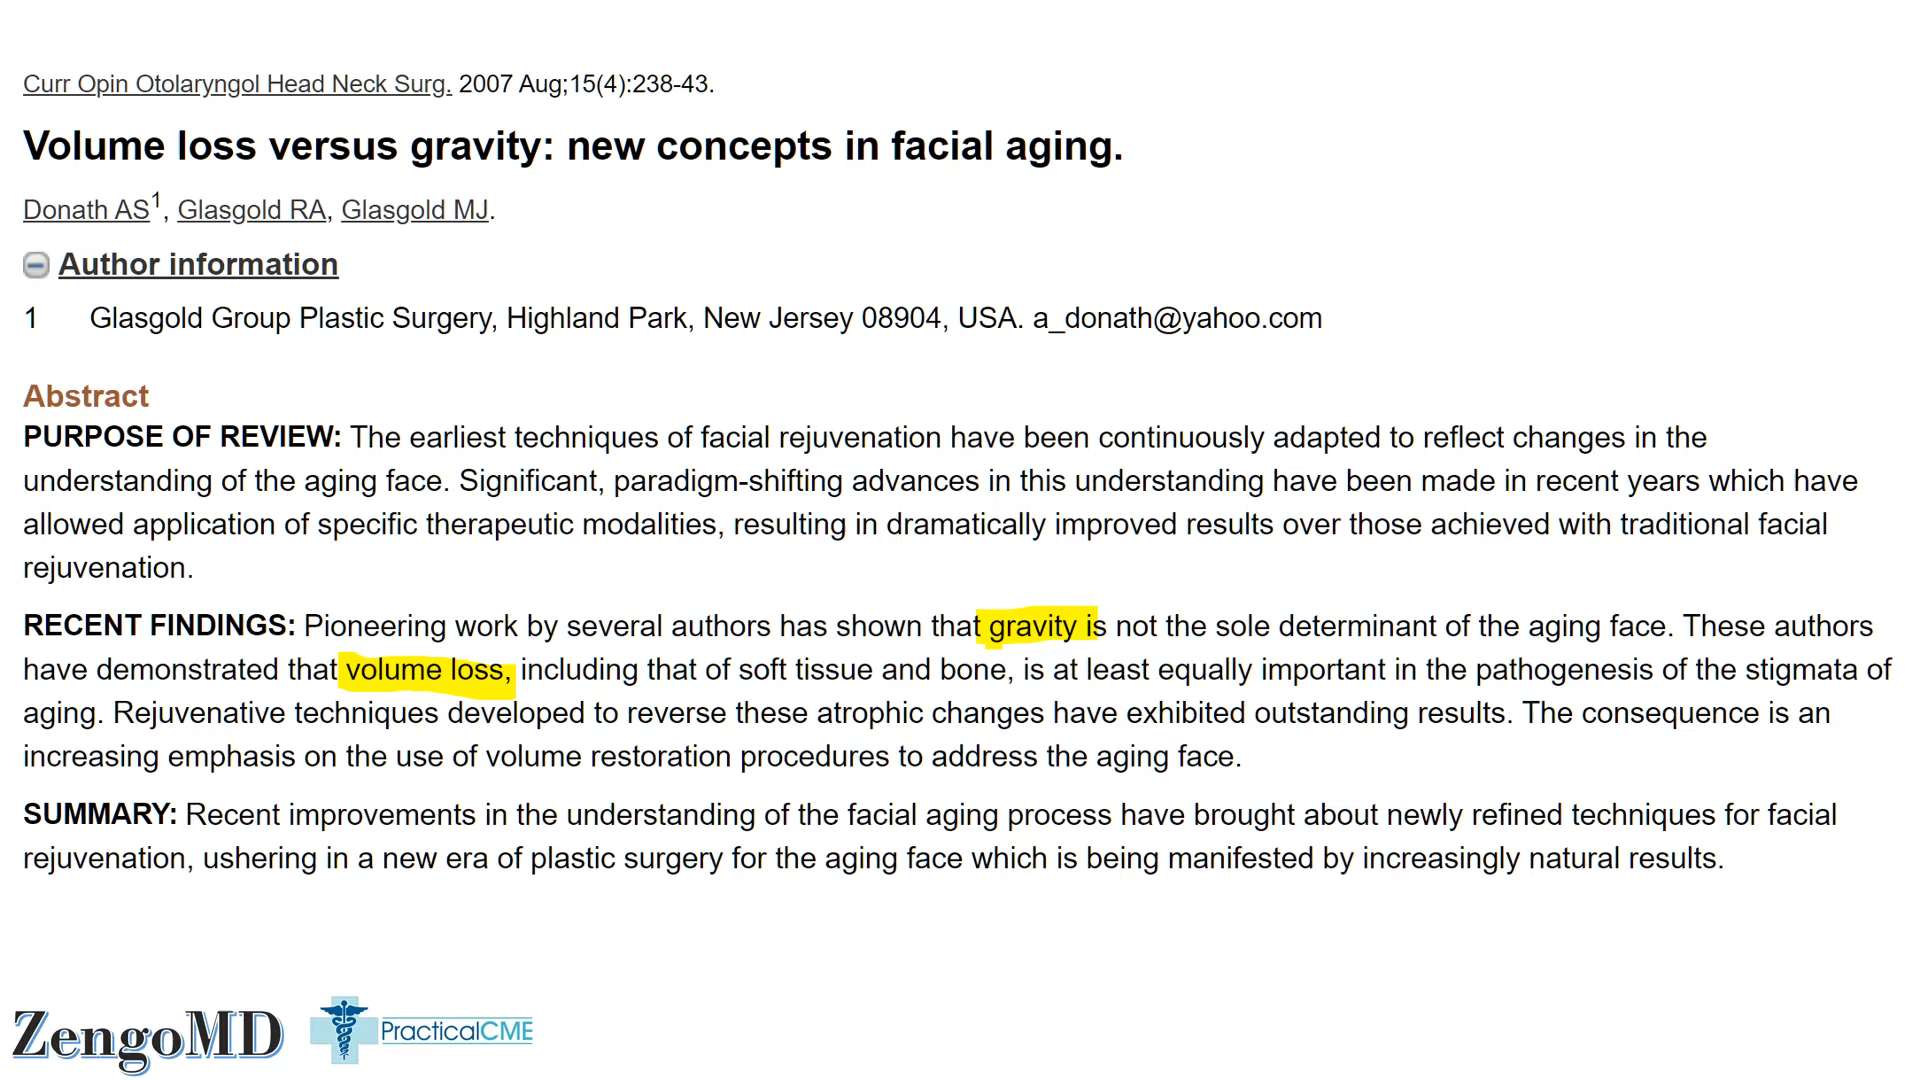 Curr Opin Otolaryngol Head Neck Surg. 2007 Aug;15(4):238-43.
Volume loss versus gravity: new concepts in facial aging.
Donath AS1, Glasgold RA, Glasgold MJ.
Author information
1 Glasgold Group Plastic Surgery, Highland Park, New Jersey 08904, USA. a_donath@yahoo.com
Abstract
PURPOSE OF REVIEW: The earliest techniques of facial rejuvenation have been continuously adapted to reflect changes in the
understanding of the aging face. Significant, paradigm-shifting advances in this understanding have been made in recent years which have
allowed application of specific therapeutic modalities, resulting in dramatically improved results over those achieved with traditional facial
rejuvenation.
RECENT FINDINGS: Pioneering work by several authors has shown that gravity is not the sole determinant of the aging face. These authors
have demonstrated that volume loss, including that of soft tissue and bone, is at least equally important in the pathogenesis of the stigmata of
aging. Rejuvenative techniques developed to reverse these atrophic changes have exhibited outstanding results. The consequence is an
increasing emphasis on the use of volume restoration procedures to address the aging face.
SUMMARY: Recent improvements in the understanding of the facial aging process have brought about newly refined techniques for facial
rejuvenation, ushering in a new era of plastic surgery for the aging face which is being manifested by increasingly natural results.
ZengoMD PracticalCME